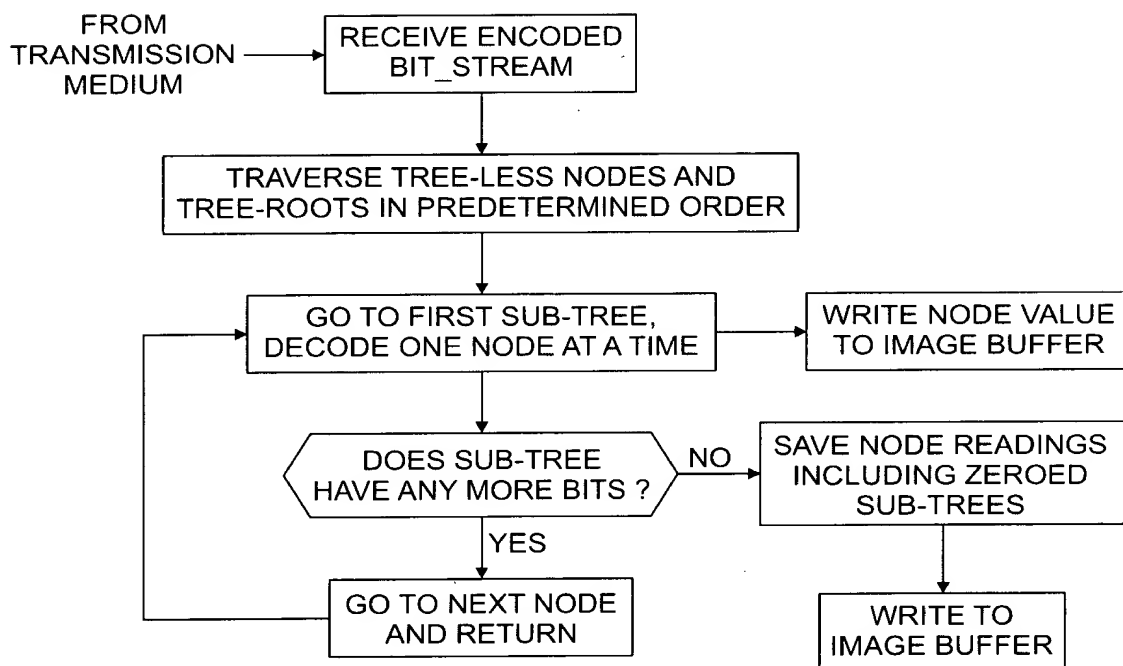 FROM
TRANSMISSION
MEDIUM
RECEIVE ENCODED
BIT_STREAM
TRAVERSE TREE-LESS NODES AND
TREE-ROOTS IN PREDETERMINED ORDER
GO TO FIRST SUB-TREE,
DECODE ONE NODE AT A TIME
WRITE NODE VALUE
TO IMAGE BUFFER
DOES SUB-TREE
HAVE ANY MORE BITS ?
NO
SAVE NODE READINGS
INCLUDING ZEROED
SUB-TREES
YES
GO TO NEXT NODE
AND RETURN
WRITE TO
IMAGE BUFFER